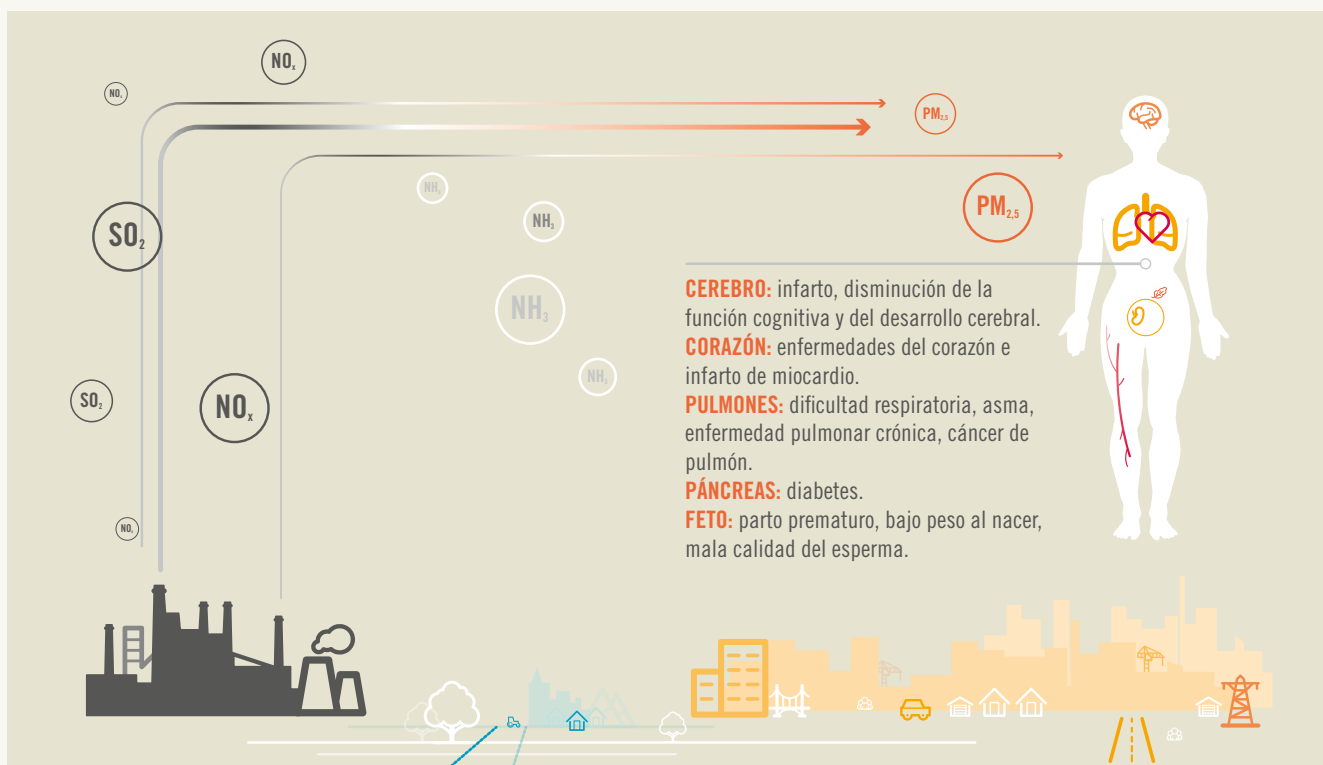 NOx
NOx
PM2,5
NH3
SO2
NH3
PM2,5
NH3
NH3
SO2
NOx
NOx
CEREBRO: infarto, disminución de la
función cognitiva y del desarrollo cerebral.
CORAZÓN: enfermedades del corazón e
infarto de miocardio.
PULMONES: dificultad respiratoria, asma,
enfermedad pulmonar crónica, cáncer de
pulmón.
PÁNCREAS: diabetes.
FETO: parto prematuro, bajo peso al nacer,
mala calidad del esperma.